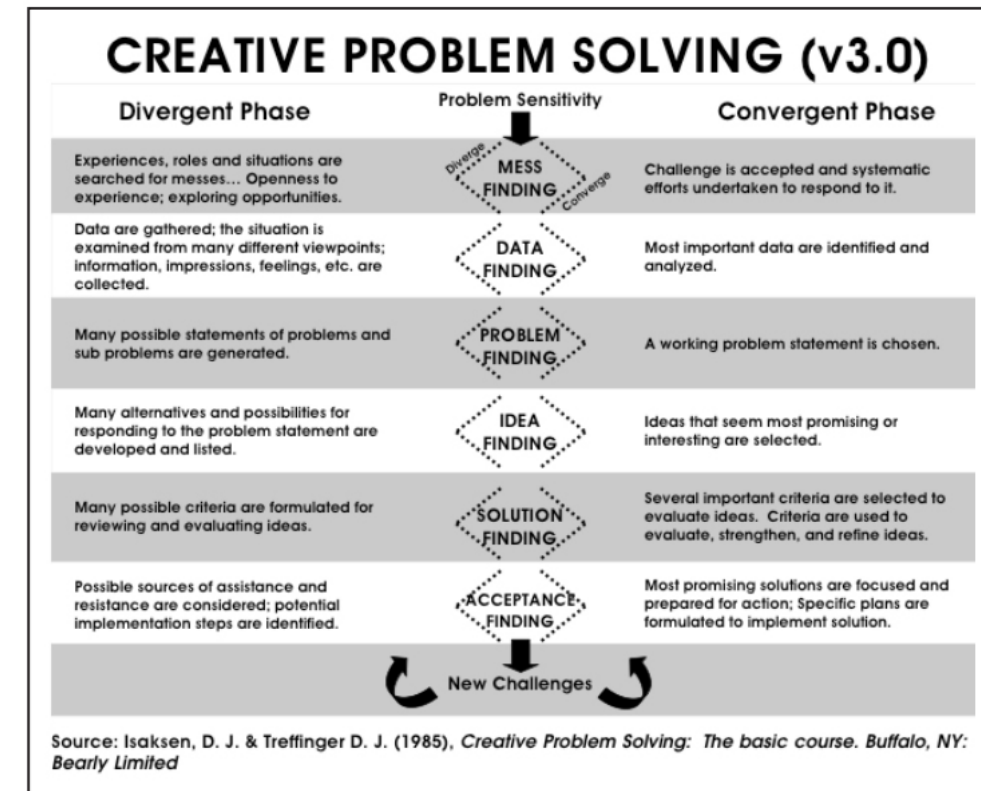 CREATIVE PROBLEM SOLVING (v3.0)
Divergent Phase
Problem Sensitivity
Convergent Phase
Experiences, roles and situations are
searched for messes... Openness to
experience; exploring opportunities.
Diverge
MESS
FINDING
Converge
Challenge is accepted and systematic
efforts undertaken to respond to it.
Data are gathered; the situation is
examined from many different viewpoints;
information, impressions, feelings, etc. are
collected.
DATA
FINDING
Most important data are identified and
analyzed.
Many possible statements of problems and
sub problems are generated.
PROBLEM
FINDING
A working problem statement is chosen.
Many alternatives and possibilities for
responding to the problem statement are
developed and listed.
IDEA
FINDING
Ideas that seem most promising or
interesting are selected.
Many possible criteria are formulated for
reviewing and evaluating ideas.
SOLUTION
FINDING
Several important criteria are selected to
evaluate ideas. Criteria are used to
evaluate, strengthen, and refine ideas.
Possible sources of assistance and
resistance are considered; potential
implementation steps are identified.
ACCEPTANCE
FINDING
Most promising solutions are focused and
prepared for action; Specific plans are
formulated to implement solution.
New Challenges
Source: Isaksen, D. J. & Treffinger D. J. (1985), Creative Problem Solving: The basic course. Buffalo, NY:
Bearly Limited